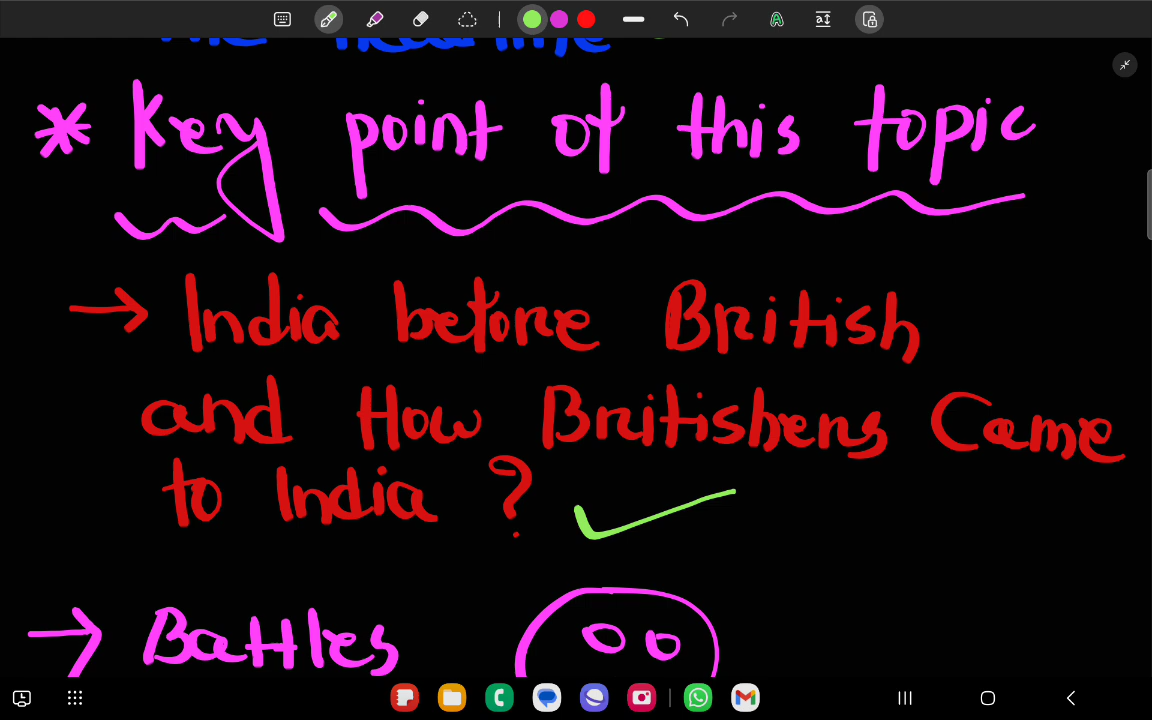 * Key point of this topic
→ India before British
and How Britishers Came
to India ?
→ Battles